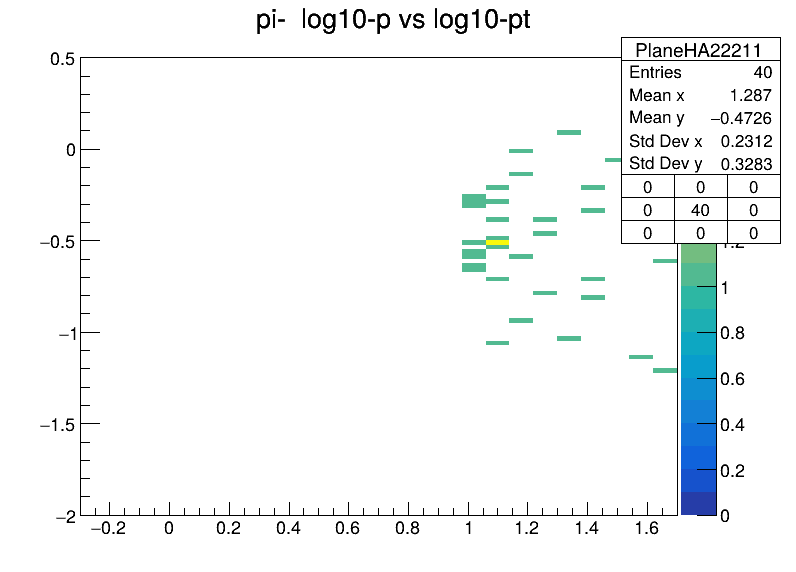 pi-  log10-p vs log10-pt
PlaneHA22211
Entries 40
Mean x 1.287
Mean y −0.4726
Std Dev x 0.2312
Std Dev y 0.3283
0 0 0
0 40 0
0 0 0
0.5
0
−0.5
−1
−1.5
−2
−0.2 0 0.2 0.4 0.6 0.8 1 1.2 1.4 1.6
1.2
1
0.8
0.6
0.4
0.2
0